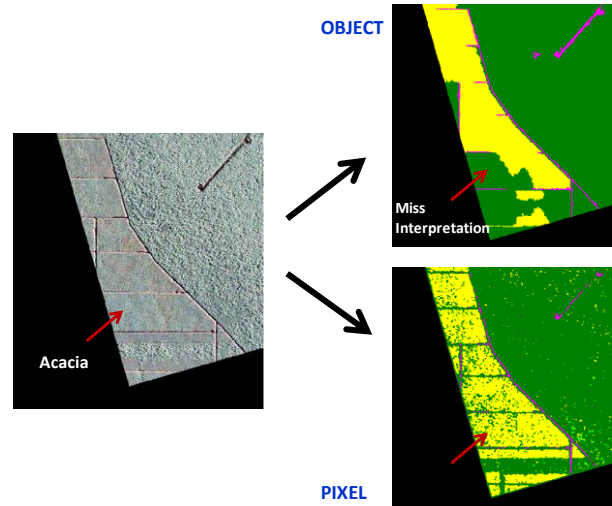 OBJECT
Miss
Interpretation
Acacia
PIXEL